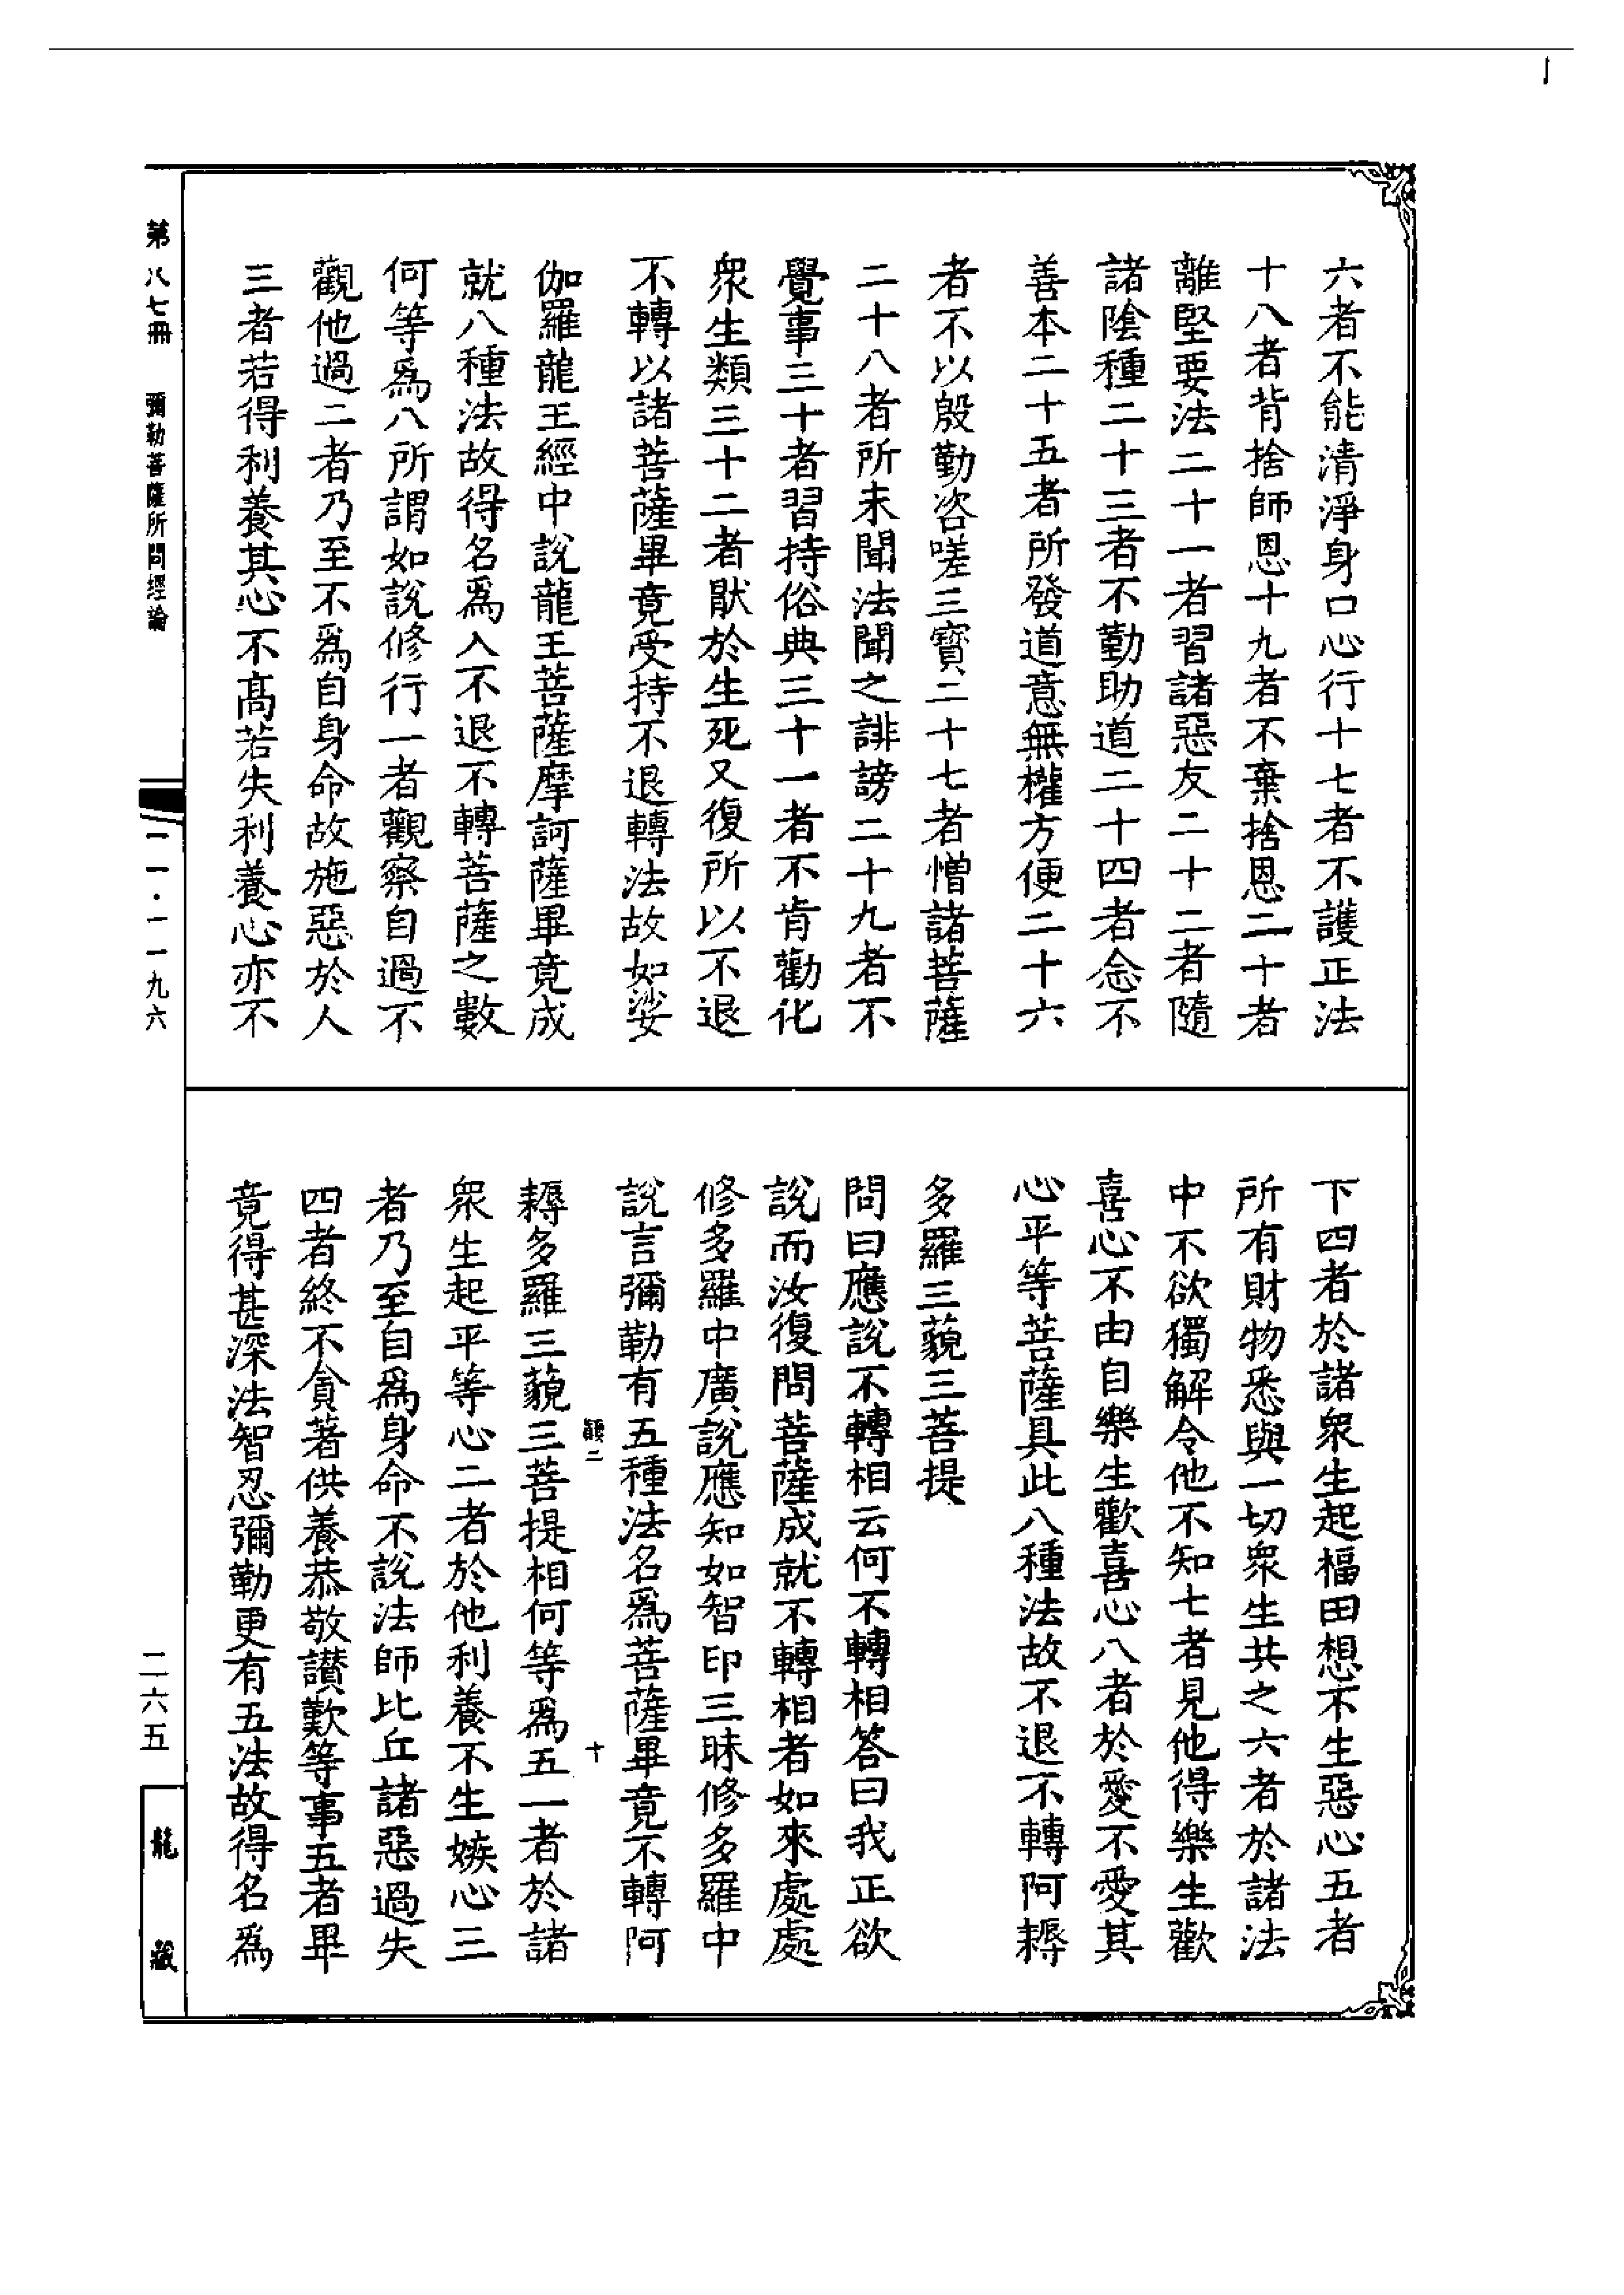 六者不能清淨身口心行十七者不護正法
十八者背捨師恩十九者不棄捨恩二十者
離堅要法二十一者習諸惡友二十二者隨
諸陰種二十三者不勤助道二十四者念不
善本二十五者所發道意無權方便二十六
者不以殷勤咨嗟三寶二十七者憎諸菩薩
二十八者所未聞法聞之誹謗二十九者不
覺事三十者習持俗典三十一者不肯勸化
衆生類三十二者猒於生死又復所以不退
不轉以諸菩薩畢竟受持不退轉法故如娑
伽羅龍王經中說龍王菩薩摩訶薩畢竟成
就八種法故得名爲入不退不轉菩薩之數
何等爲八所謂如說修行一者觀察自過不
觀他過二者乃至不爲自身命故施惡於人
三者若得利養其心不高若失利養心亦不
下四者於諸衆生起福田想不生惡心五者
所有財物悉與一切衆生共之六者於諸法
中不欲獨解令他不知七者見他得樂生歡
喜心不由自樂生歡喜心八者於愛不愛其
心平等菩薩具此八種法故不退不轉阿耨
多羅三藐三菩提
問曰應說不轉相云何不轉相答曰我正欲
說而汝復問菩薩成就不轉相者如來處處
修多羅中廣說應知如智印三昧修多羅中
說言彌勒有五種法名爲菩薩畢竟不轉阿
耨多羅三藐三菩提相何等爲五一者於諸
衆生起平等心二者於他利養不生嫉心三
者乃至自爲身命不說法師比丘諸惡過失
四者終不貪著供養恭敬讃歎等事五者畢
竟得甚深法智忍彌勒更有五法故得名爲
二 十
第八七冊 彌勒菩薩所問經論
一一·一一九六
二六五
龍藏